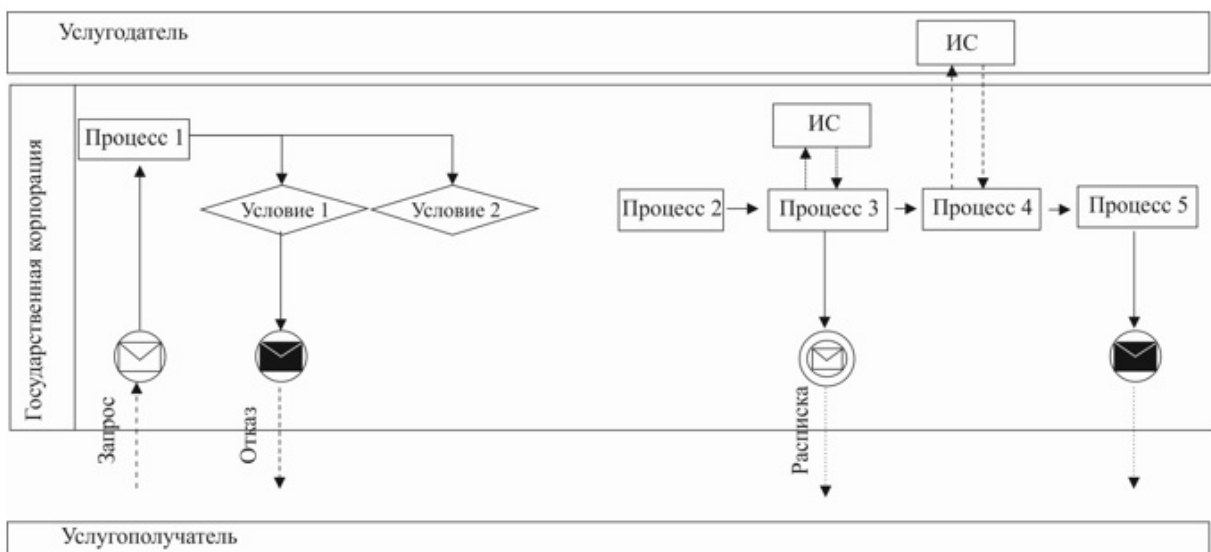 Услугодатель
ИС
Государственная корпорация
Процесс 1
ИС
Условие 1
Условие 2
Процесс 2
Процесс 3
Процесс 4
Процесс 5
Запрос
Отказ
Расписка
Услугополучатель